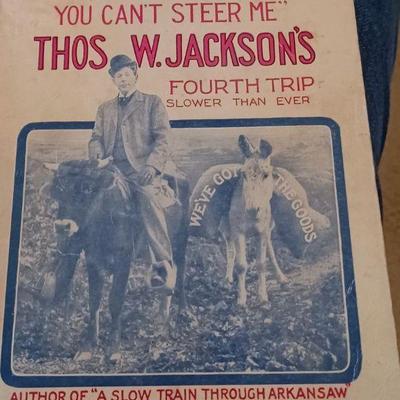 YOU CAN'T STEER ME"
THOS. W. JACKSON'S
FOURTH TRIP
SLOWER THAN EVER
WE'VE GOT THE GOODS
AUTHOR OF "A SLOW TRAIN THROUGH ARKANSAW"